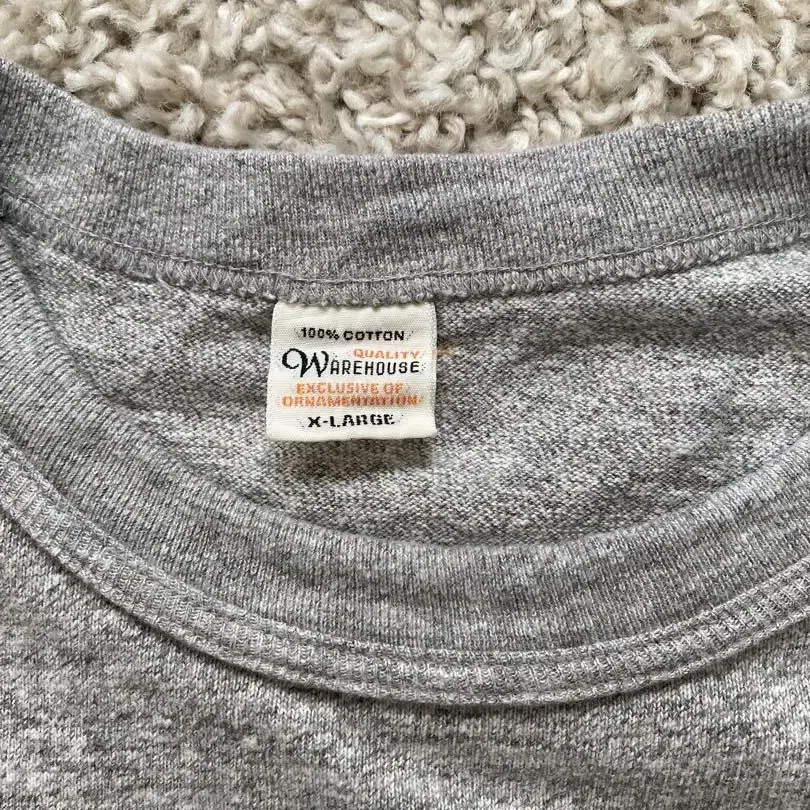 100% COTTON
QUALITY
WAREHOUSE
EXCLUSIVE OF
ORNAMENTATION
X-LARGE